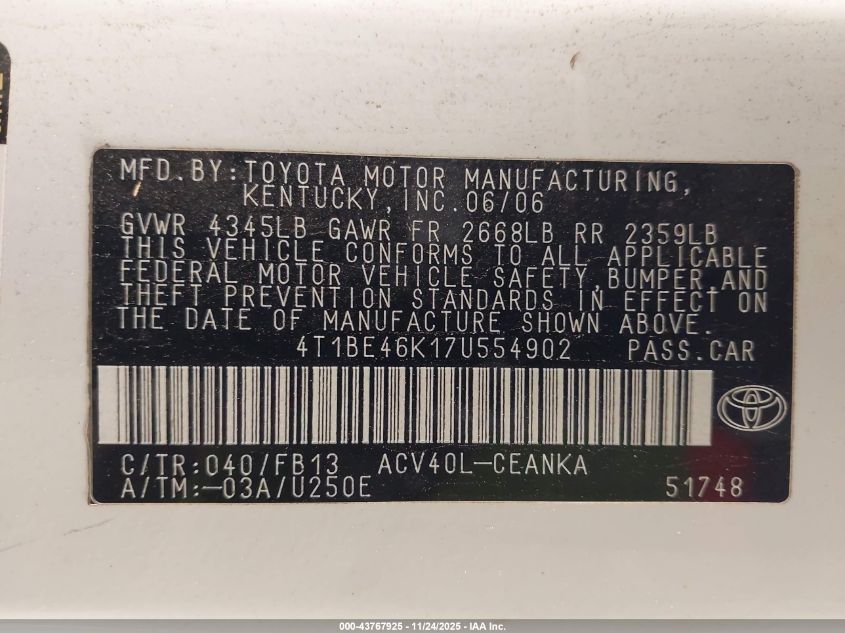 MFD.BY:TOYOTA MOTOR MANUFACTURING,
KENTUCKY,INC.06/06
GVWR 4345LB GAWR FR 2668LB RR 2359LB
THIS VEHICLE CONFORMS TO ALL APPLICABLE
FEDERAL MOTOR VEHICLE SAFETY,BUMPER,AND
THEFT PREVENTION STANDARDS IN EFFECT ON
THE DATE OF MANUFACTURE SHOWN ABOVE.
4T1BE46K17U554902 PASS.CAR
C/TR:040/FB13 ACV40L-CEANKA
A/TM:-03A/U250E 51748
000-43767925 - 11/24/2025 - IAA Inc.